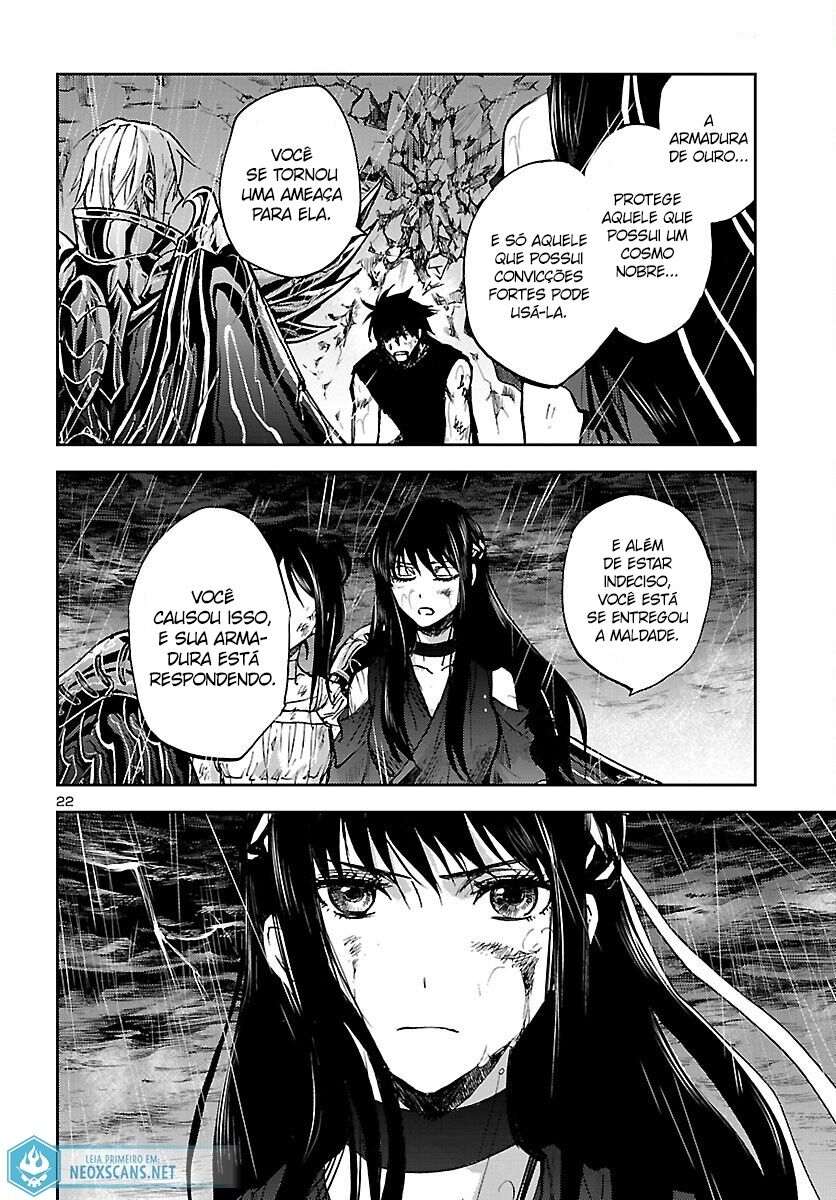 A
ARMADURA
DE OURO...
PROTEGE
AQUELE QUE
POSSUI UM
COSMO
NOBRE...
E SÓ AQUELE
QUE POSSUI
CONVICÇÕES
FORTES PODE
USÁ-LA.
VOCÊ
SE TORNOU
UMA AMEAÇA
PARA ELA.
E ALÉM
DE ESTAR
INDECISO,
VOCÊ ESTÁ
SE ENTREGOU
A MALDADE.
VOCÊ
CAUSOU ISSO,
E SUA ARMA-
DURA ESTÁ
RESPONDENDO.
22
LEIA PRIMEIRO EM:
NEOXSCANS.NET